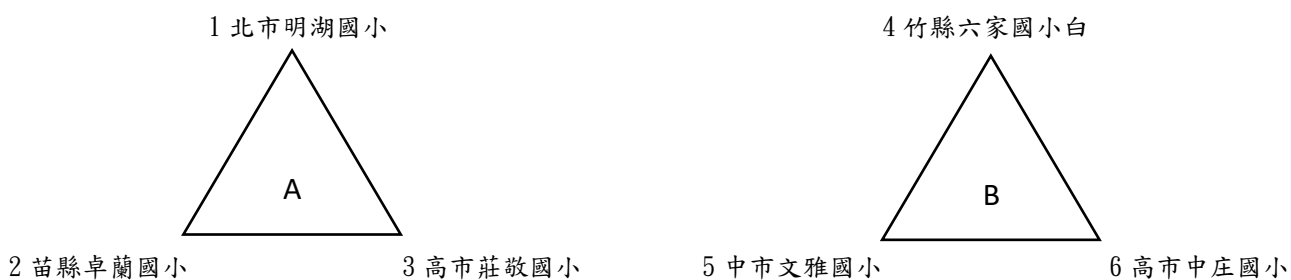 1 北市明湖國小
4 竹縣六家國小白
A
B
2 苗縣卓蘭國小
3 高市莊敬國小
5 中市文雅國小
6 高市中庄國小